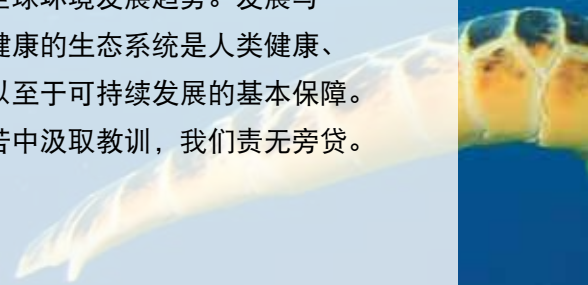 全球环境发展趋势。发展与
健康的生态系统是人类健康、
以至于可持续发展的基本保障。
苦中汲取教训，我们责无旁贷。